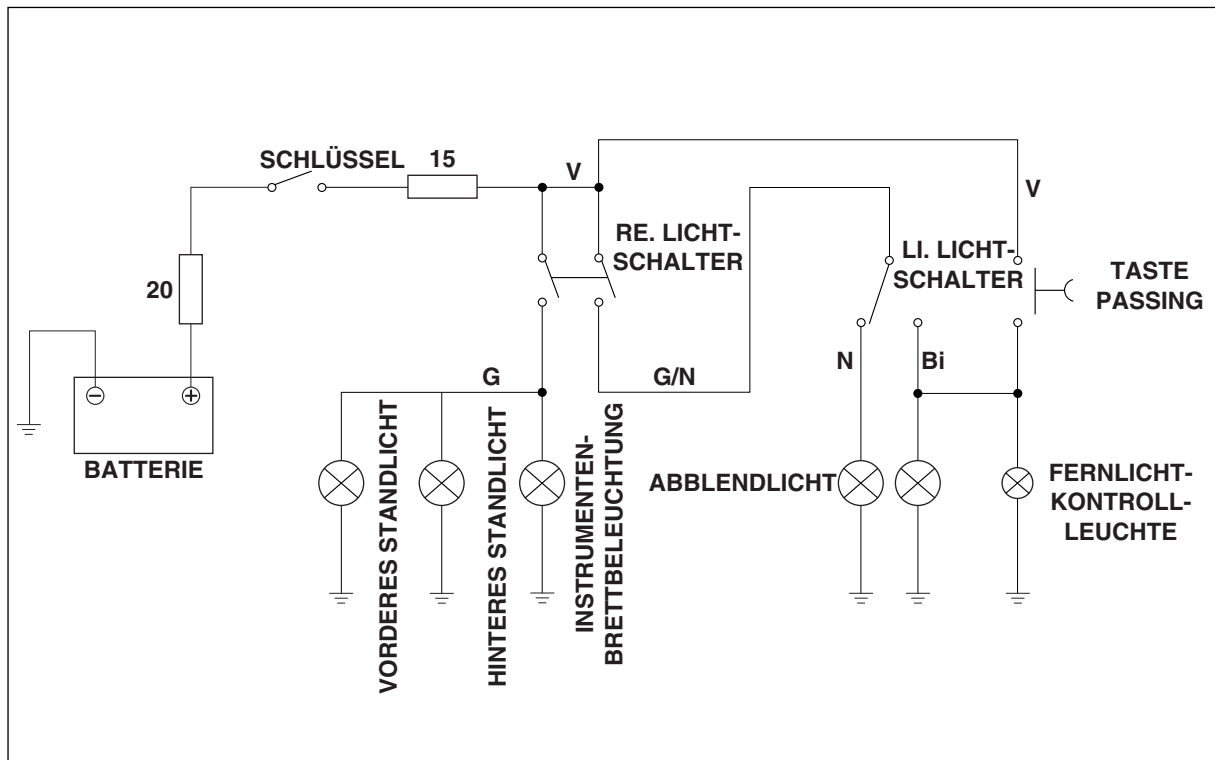 SCHLÜSSEL
15
V
V
RE. LICHT-
SCHALTER
LI. LICHT-
SCHALTER
TASTE
PASSING
20
N
Bi
G
G/N
BATTERIE
VORDERES STANDLICHT
HINTERES STANDLICHT
INSTRUMENTEN-
BRETTBELEUCHTUNG
ABBLENDLICHT
FERNLICHT-
KONTROLL-
LEUCHTE